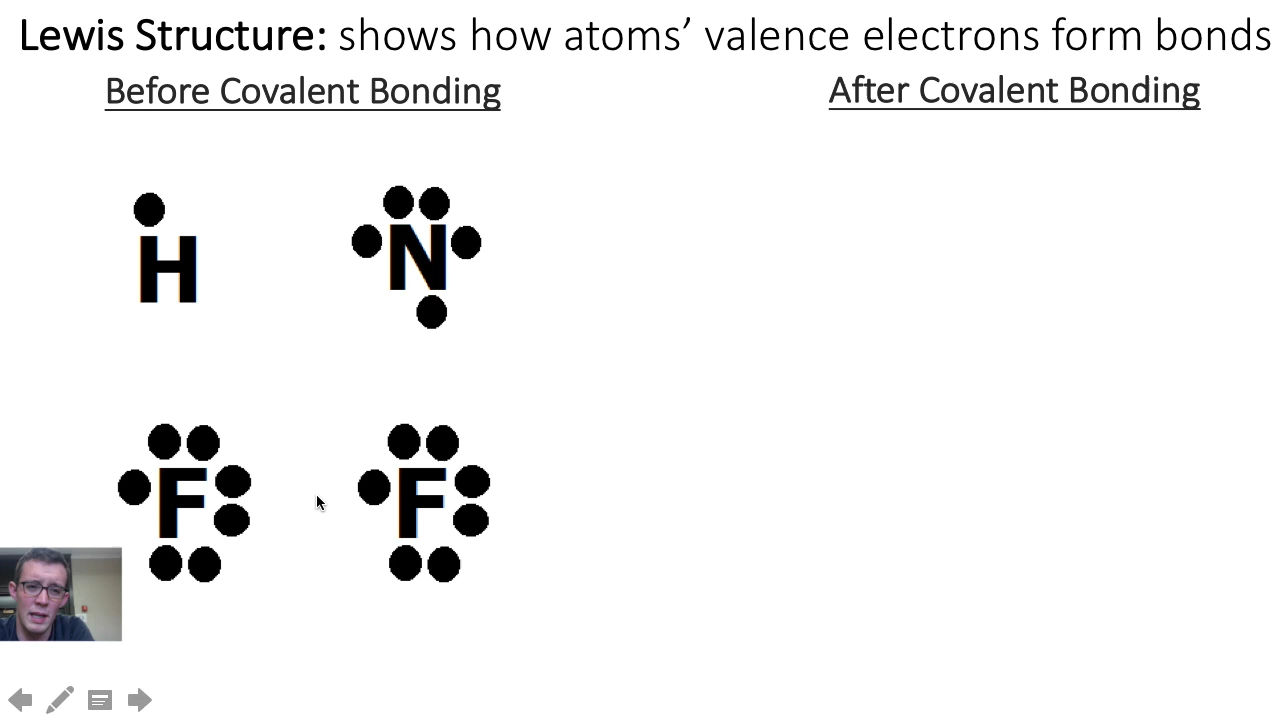 Lewis Structure: shows how atoms’ valence electrons form bonds
Before Covalent Bonding
After Covalent Bonding
H
N
F
F